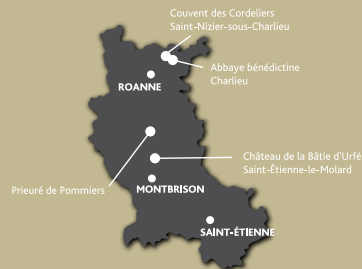 Couvent des Cordeliers
Saint-Nizier-sous-Charlieu
Abbaye bénédictine
Charlieu
ROANNE
Château de la Bâtie d'Urfé
Saint-Étienne-le-Molard
Prieuré de Pommiers
MONTBRISON
SAINT-ÉTIENNE